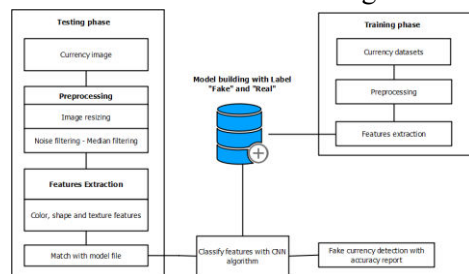 Testing phase
Currency image
Preprocessing
Image resizing
Noise filtering - Median filtering
Features Extraction
Color, shape and texture features
Match with model file
Model building with Label
"Fake" and "Real"
Training phase
Currency datasets
Preprocessing
Features extraction
Classify features with CNN
algorithm
Fake currency detection with
accuracy report